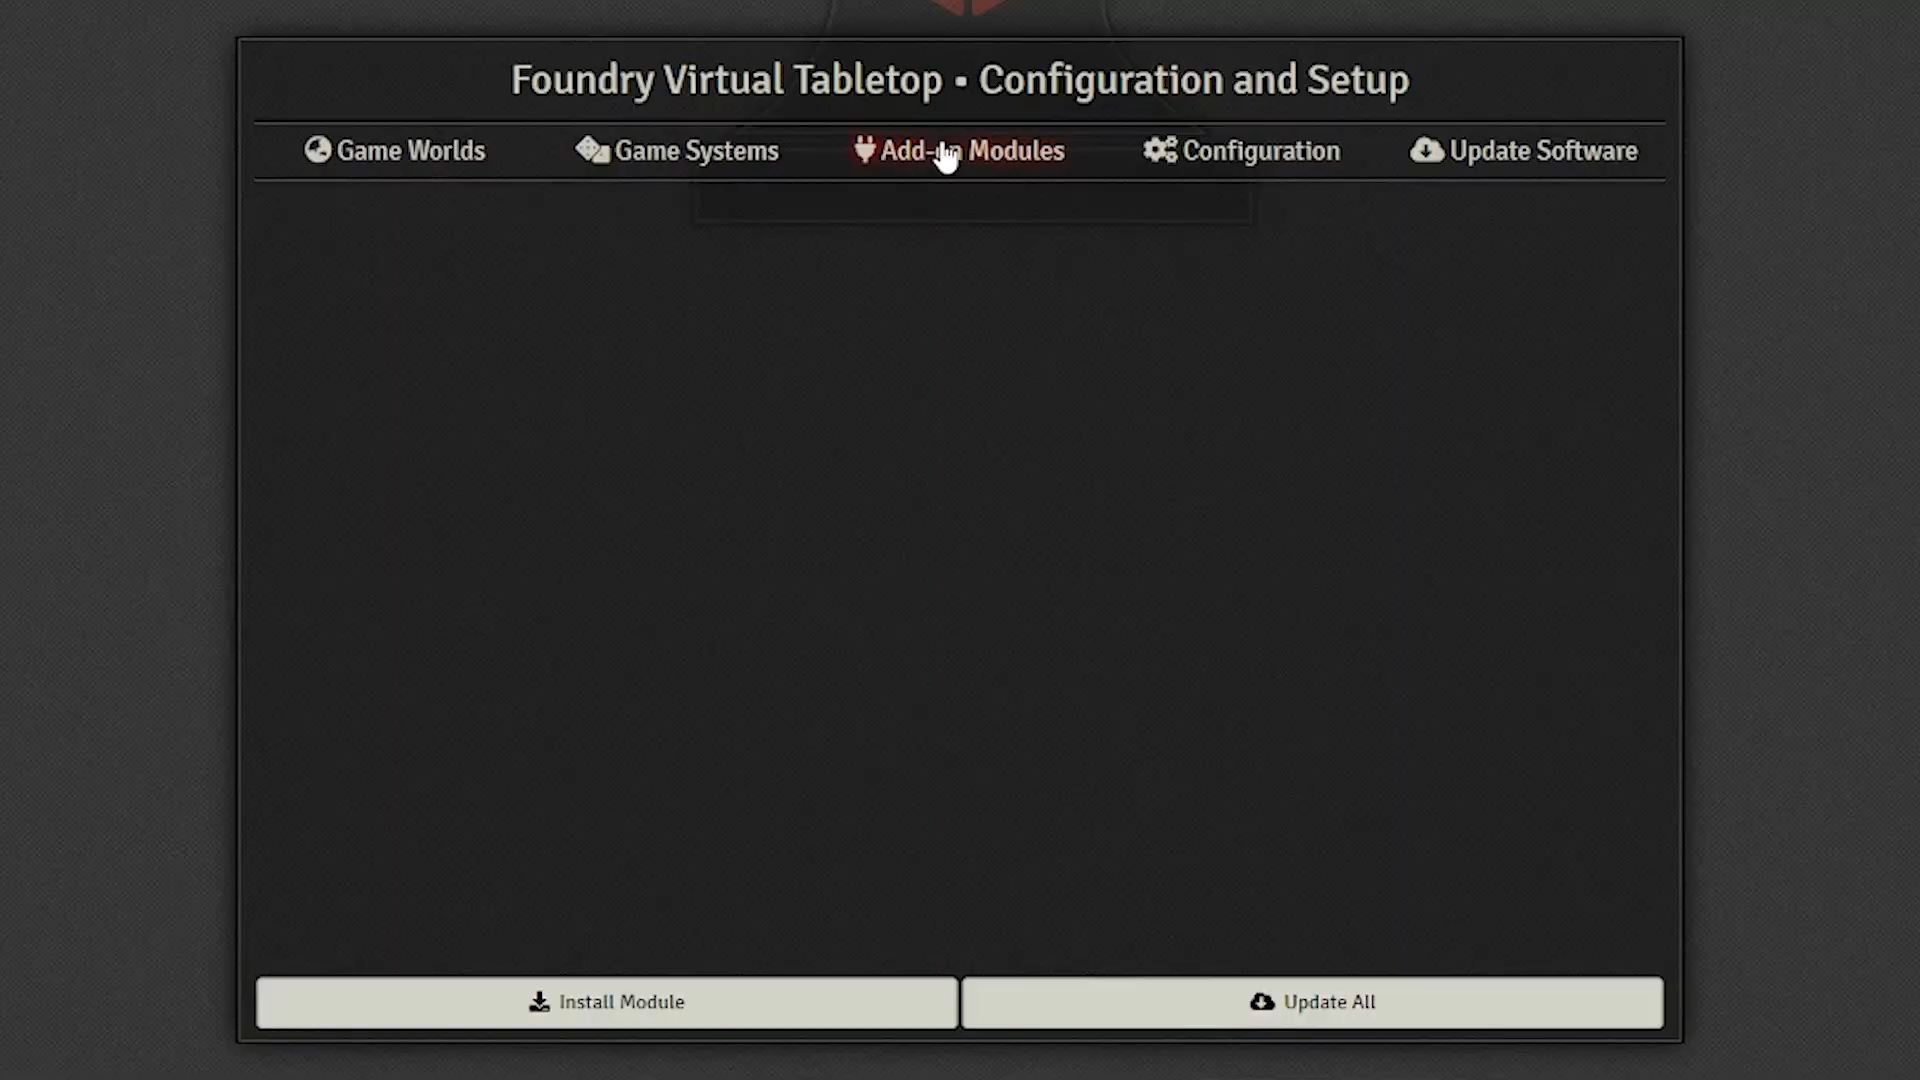 Foundry Virtual Tabletop • Configuration and Setup
Game Worlds
Game Systems
Add-on Modules
Configuration
Update Software
Install Module
Update All